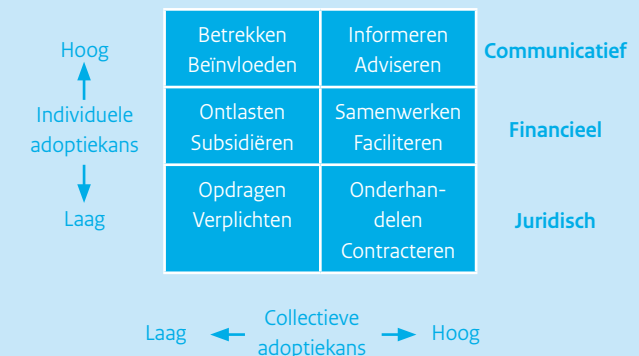 Hoog
Individuele
adoptiekans
Laag
Betrekken
Beïnvloeden
Informeren
Adviseren
Communicatief
Ontlasten
Subsidiëren
Samenwerken
Faciliteren
Financieel
Opdragen
Verplichten
Onderhan-
delen
Contracteren
Juridisch
Laag
Collectieve
adoptiekans
Hoog